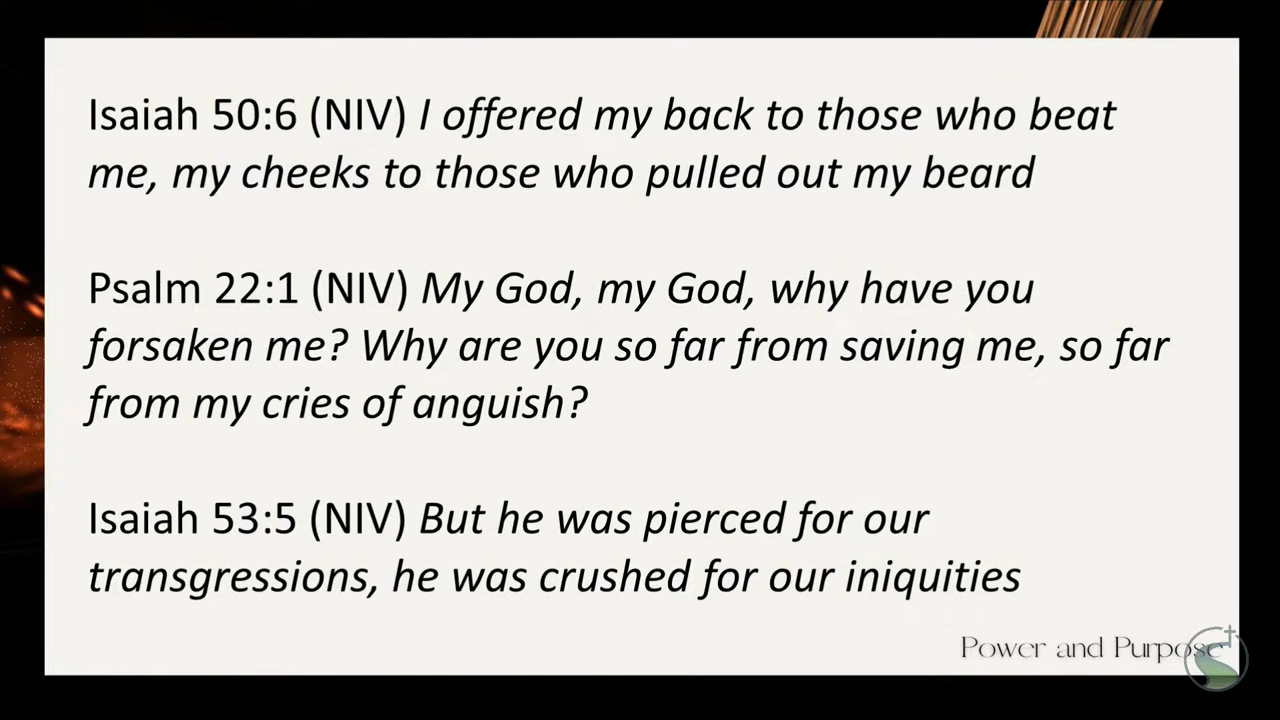 Isaiah 50:6 (NIV) I offered my back to those who beat
me, my cheeks to those who pulled out my beard
Psalm 22:1 (NIV) My God, my God, why have you
forsaken me? Why are you so far from saving me, so far
from my cries of anguish?
Isaiah 53:5 (NIV) But he was pierced for our
transgressions, he was crushed for our iniquities
Power and Purpose